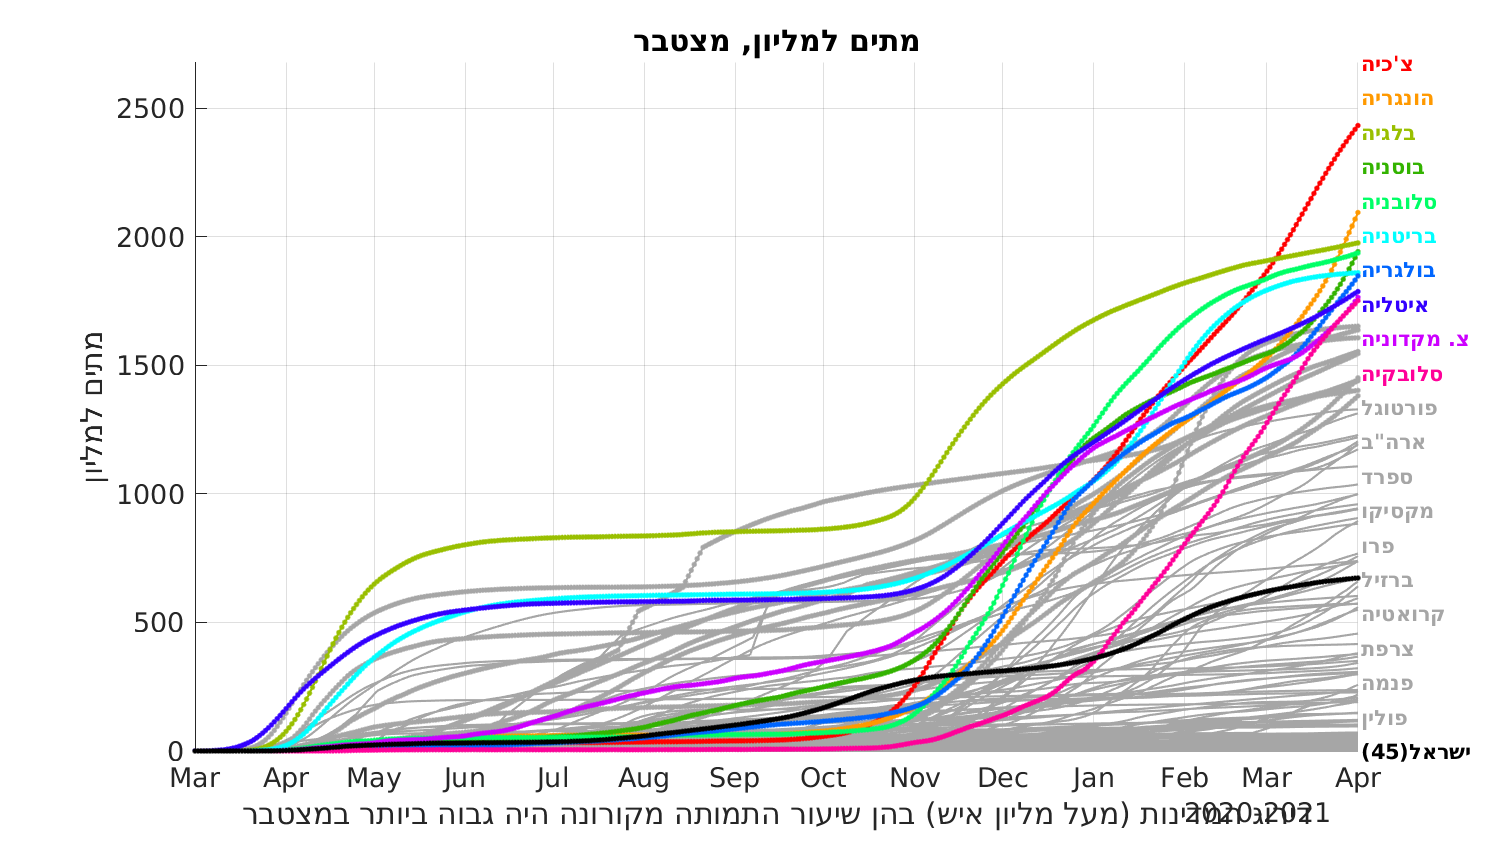 מתים למליון, מצטבר
צ'כיה
הונגריה
בלגיה
בוסניה
סלובניה
בריטניה
בולגריה
איטליה
צ. מקדוניה
סלובקיה
פורטוגל
ארה"ב
ספרד
מקסיקו
פרו
ברזיל
קרואטיה
צרפת
פנמה
פולין
ישראל(45)
מתים למליון
2500
2000
1500
1000
500
0
Mar Apr May Jun Jul Aug Sep Oct Nov Dec Jan Feb Mar Apr
2020-2021
דירוג המדינות (מעל מליון איש) בהן שיעור התמותה מקורונה היה גבוה ביותר במצטבר